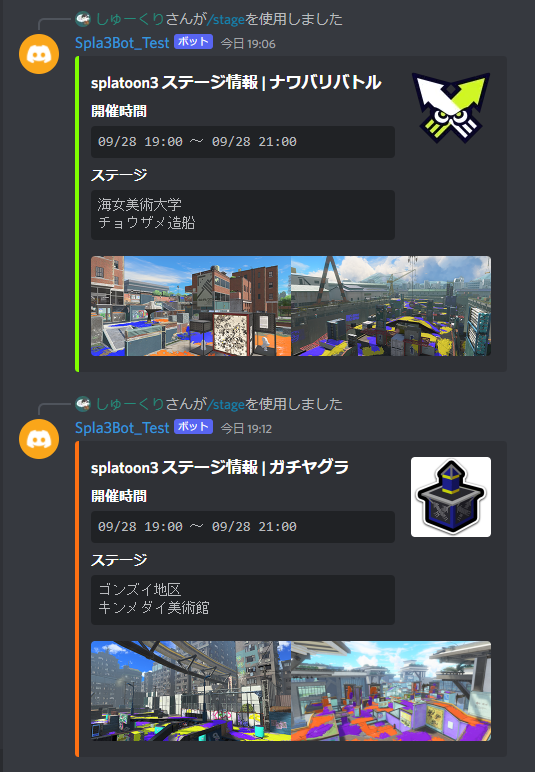 しゅーくりさんが/stageを使用しました
Spla3Bot_Test ボット 今日 19:06
splatoon3 ステージ情報 | ナワバリバトル
開催時間
09/28 19:00 ～ 09/28 21:00
ステージ
海女美術大学
チョウザメ造船
しゅーくりさんが/stageを使用しました
Spla3Bot_Test ボット 今日 19:12
splatoon3 ステージ情報 | ガチヤグラ
開催時間
09/28 19:00 ～ 09/28 21:00
ステージ
ゴンズイ地区
キンメダイ美術館